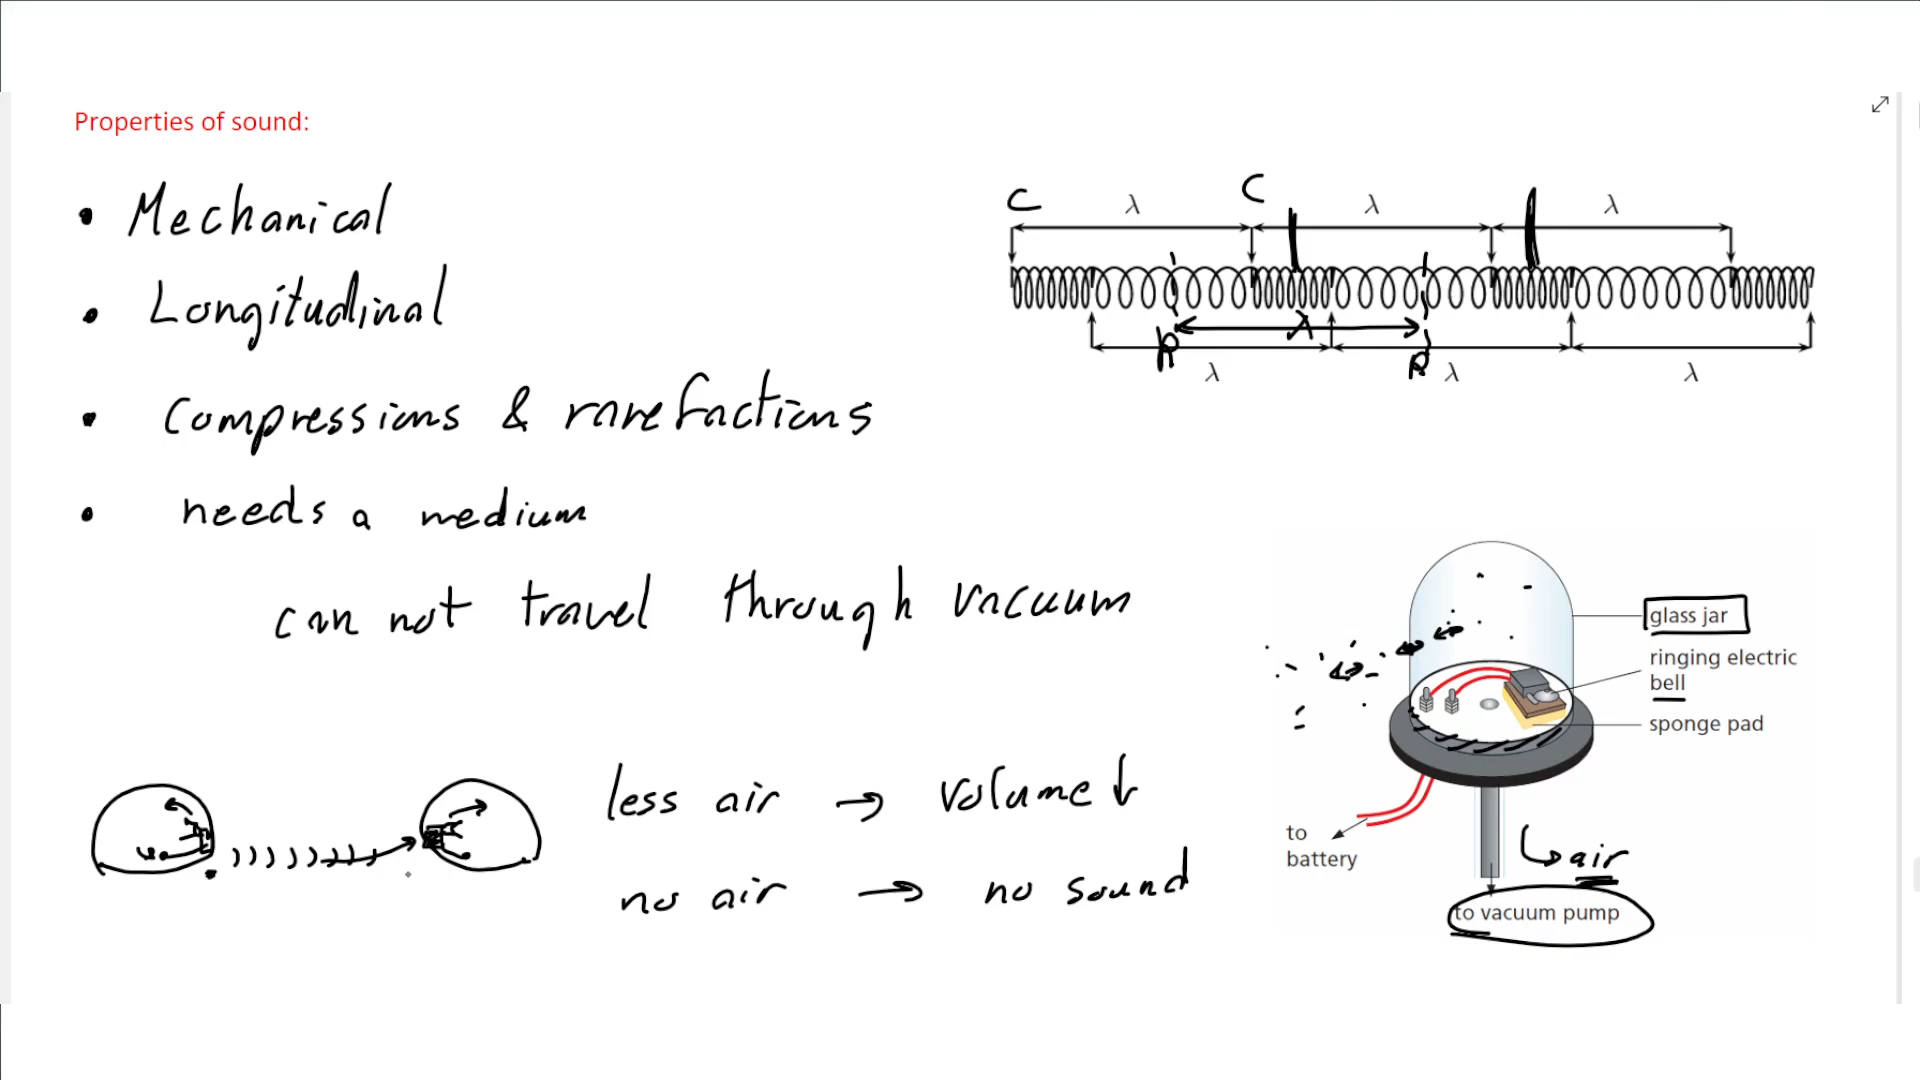 Properties of sound:
• Mechanical
• Longitudinal
• Compressions & rarefactions
• needs a medium
can not travel through vacuum
less air → volume ↓
no air → no sound
C C
λ λ λ
λ
R R
λ λ λ
glass jar
ringing electric
bell
sponge pad
to
battery
air
to vacuum pump